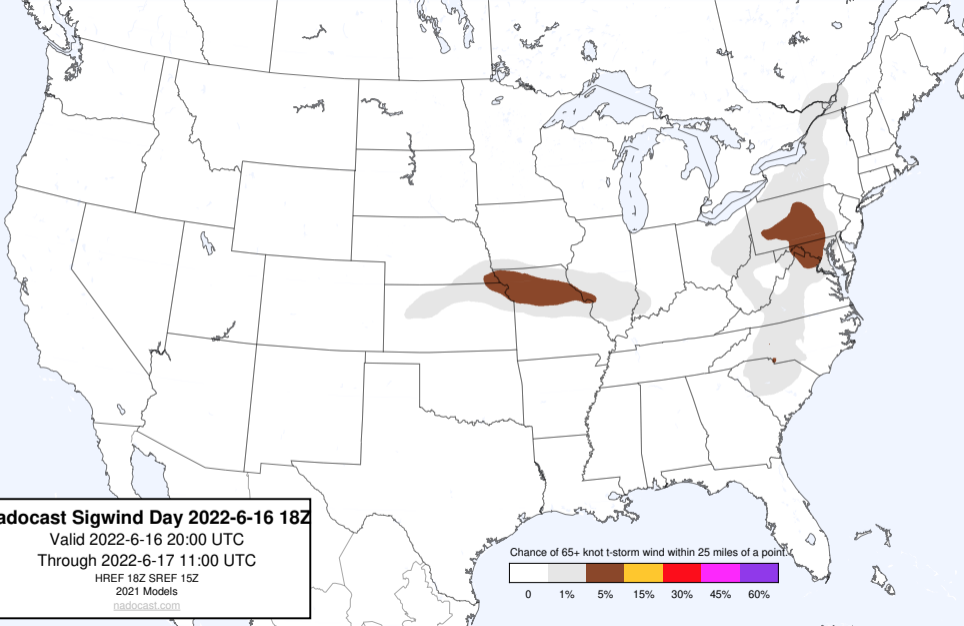 adocast Sigwind Day 2022-6-16 18Z
Valid 2022-6-16 20:00 UTC
Through 2022-6-17 11:00 UTC
HREF 18Z SREF 15Z
2021 Models
nadocast.com
Chance of 65+ knot t-storm wind within 25 miles of a point.
0 1% 5% 15% 30% 45% 60%